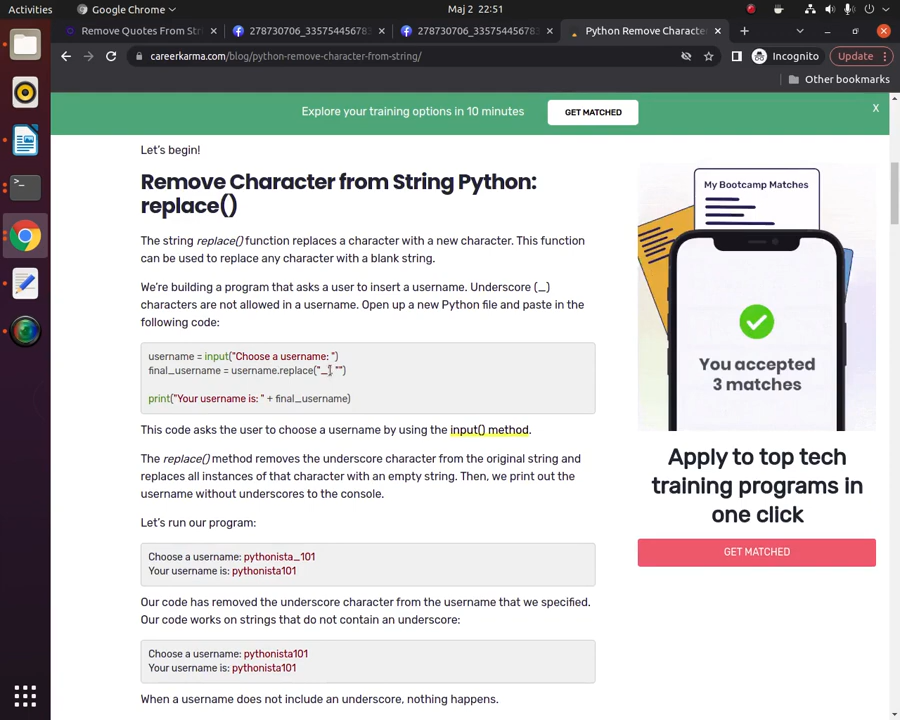 Activities
Google Chrome
Maj 2 22:51
Remove Quotes From Stri
278730706_335754445678
278730706_335754445678
Python Remove Character
careerkarma.com/blog/python-remove-character-from-string/
Incognito
Update
Other bookmarks
Explore your training options in 10 minutes
GET MATCHED
X
Let's begin!
Remove Character from String Python:
replace()
The string replace() function replaces a character with a new character. This function
can be used to replace any character with a blank string.
We're building a program that asks a user to insert a username. Underscore (_)
characters are not allowed in a username. Open up a new Python file and paste in the
following code:
username = input("Choose a username: ")
final_username = username.replace("_", "")
print("Your username is: " + final_username)
This code asks the user to choose a username by using the input() method.
The replace() method removes the underscore character from the original string and
replaces all instances of that character with an empty string. Then, we print out the
username without underscores to the console.
Let's run our program:
Choose a username: pythonista_101
Your username is: pythonista101
Our code has removed the underscore character from the username that we specified.
Our code works on strings that do not contain an underscore:
Choose a username: pythonista101
Your username is: pythonista101
When a username does not include an underscore, nothing happens.
My Bootcamp Matches
You accepted
3 matches
Apply to top tech
training programs in
one click
GET MATCHED